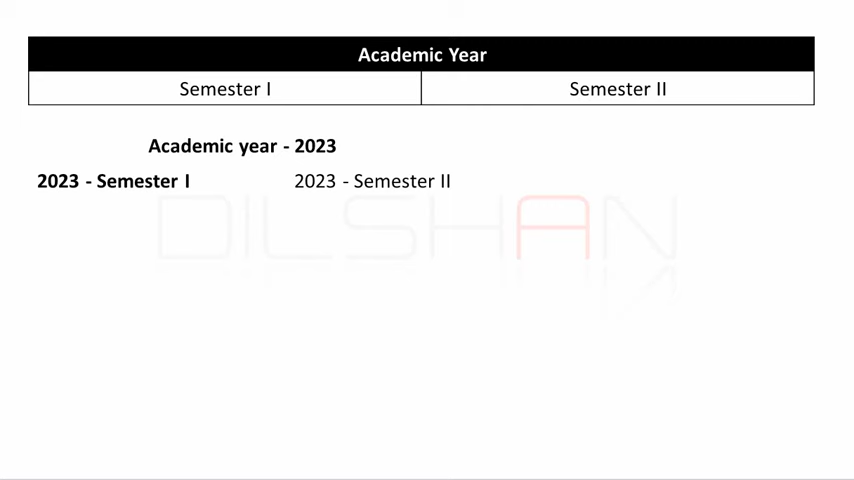 Academic Year
Semester I Semester II
Academic year - 2023
2023 - Semester I 2023 - Semester II
DILSHAN